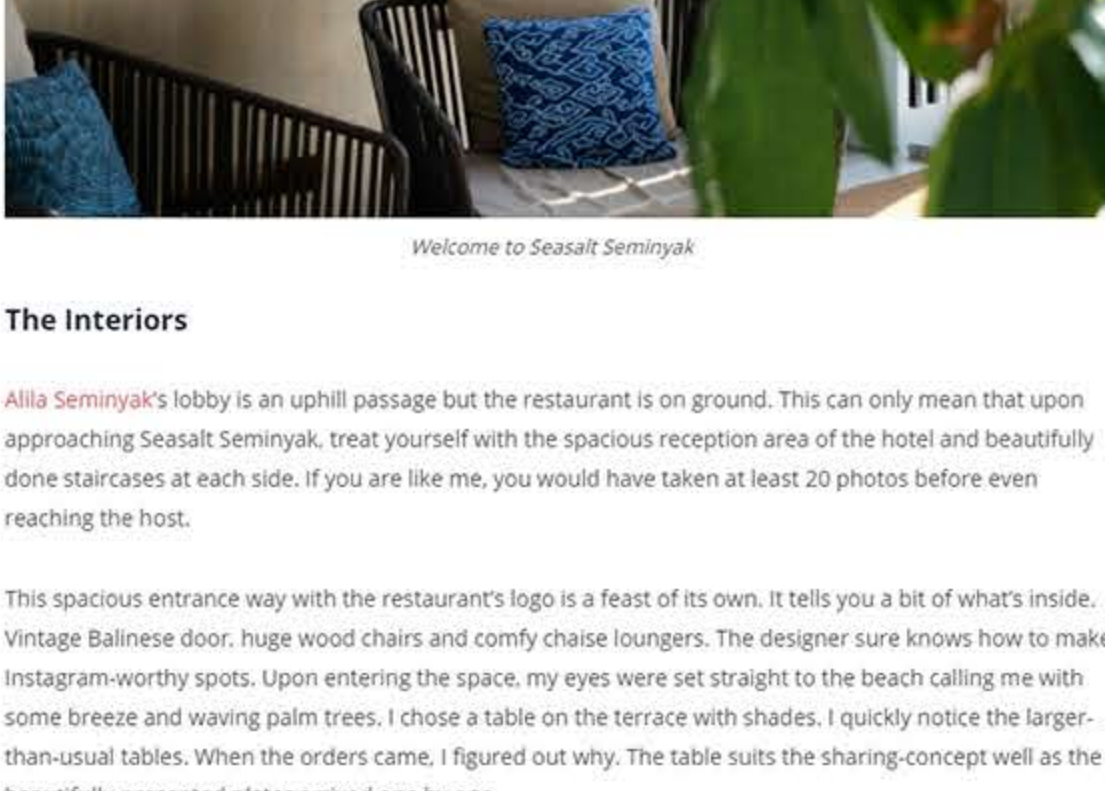 Welcome to Seasalt Seminyak
The Interiors
Alila Seminyak's lobby is an uphill passage but the restaurant is on ground. This can only mean that upon
approaching Seasalt Seminyak, treat yourself with the spacious reception area of the hotel and beautifully
done staircases at each side. If you are like me, you would have taken at least 20 photos before even
reaching the host.
This spacious entrance way with the restaurant's logo is a feast of its own. It tells you a bit of what's inside.
Vintage Balinese door, huge wood chairs and comfy chaise loungers. The designer sure knows how to make
Instagram-worthy spots. Upon entering the space, my eyes were set straight to the beach calling me with
some breeze and waving palm trees. I chose a table on the terrace with shades. I quickly notice the larger-
than-usual tables. When the orders came, I figured out why. The table suits the sharing-concept well as the